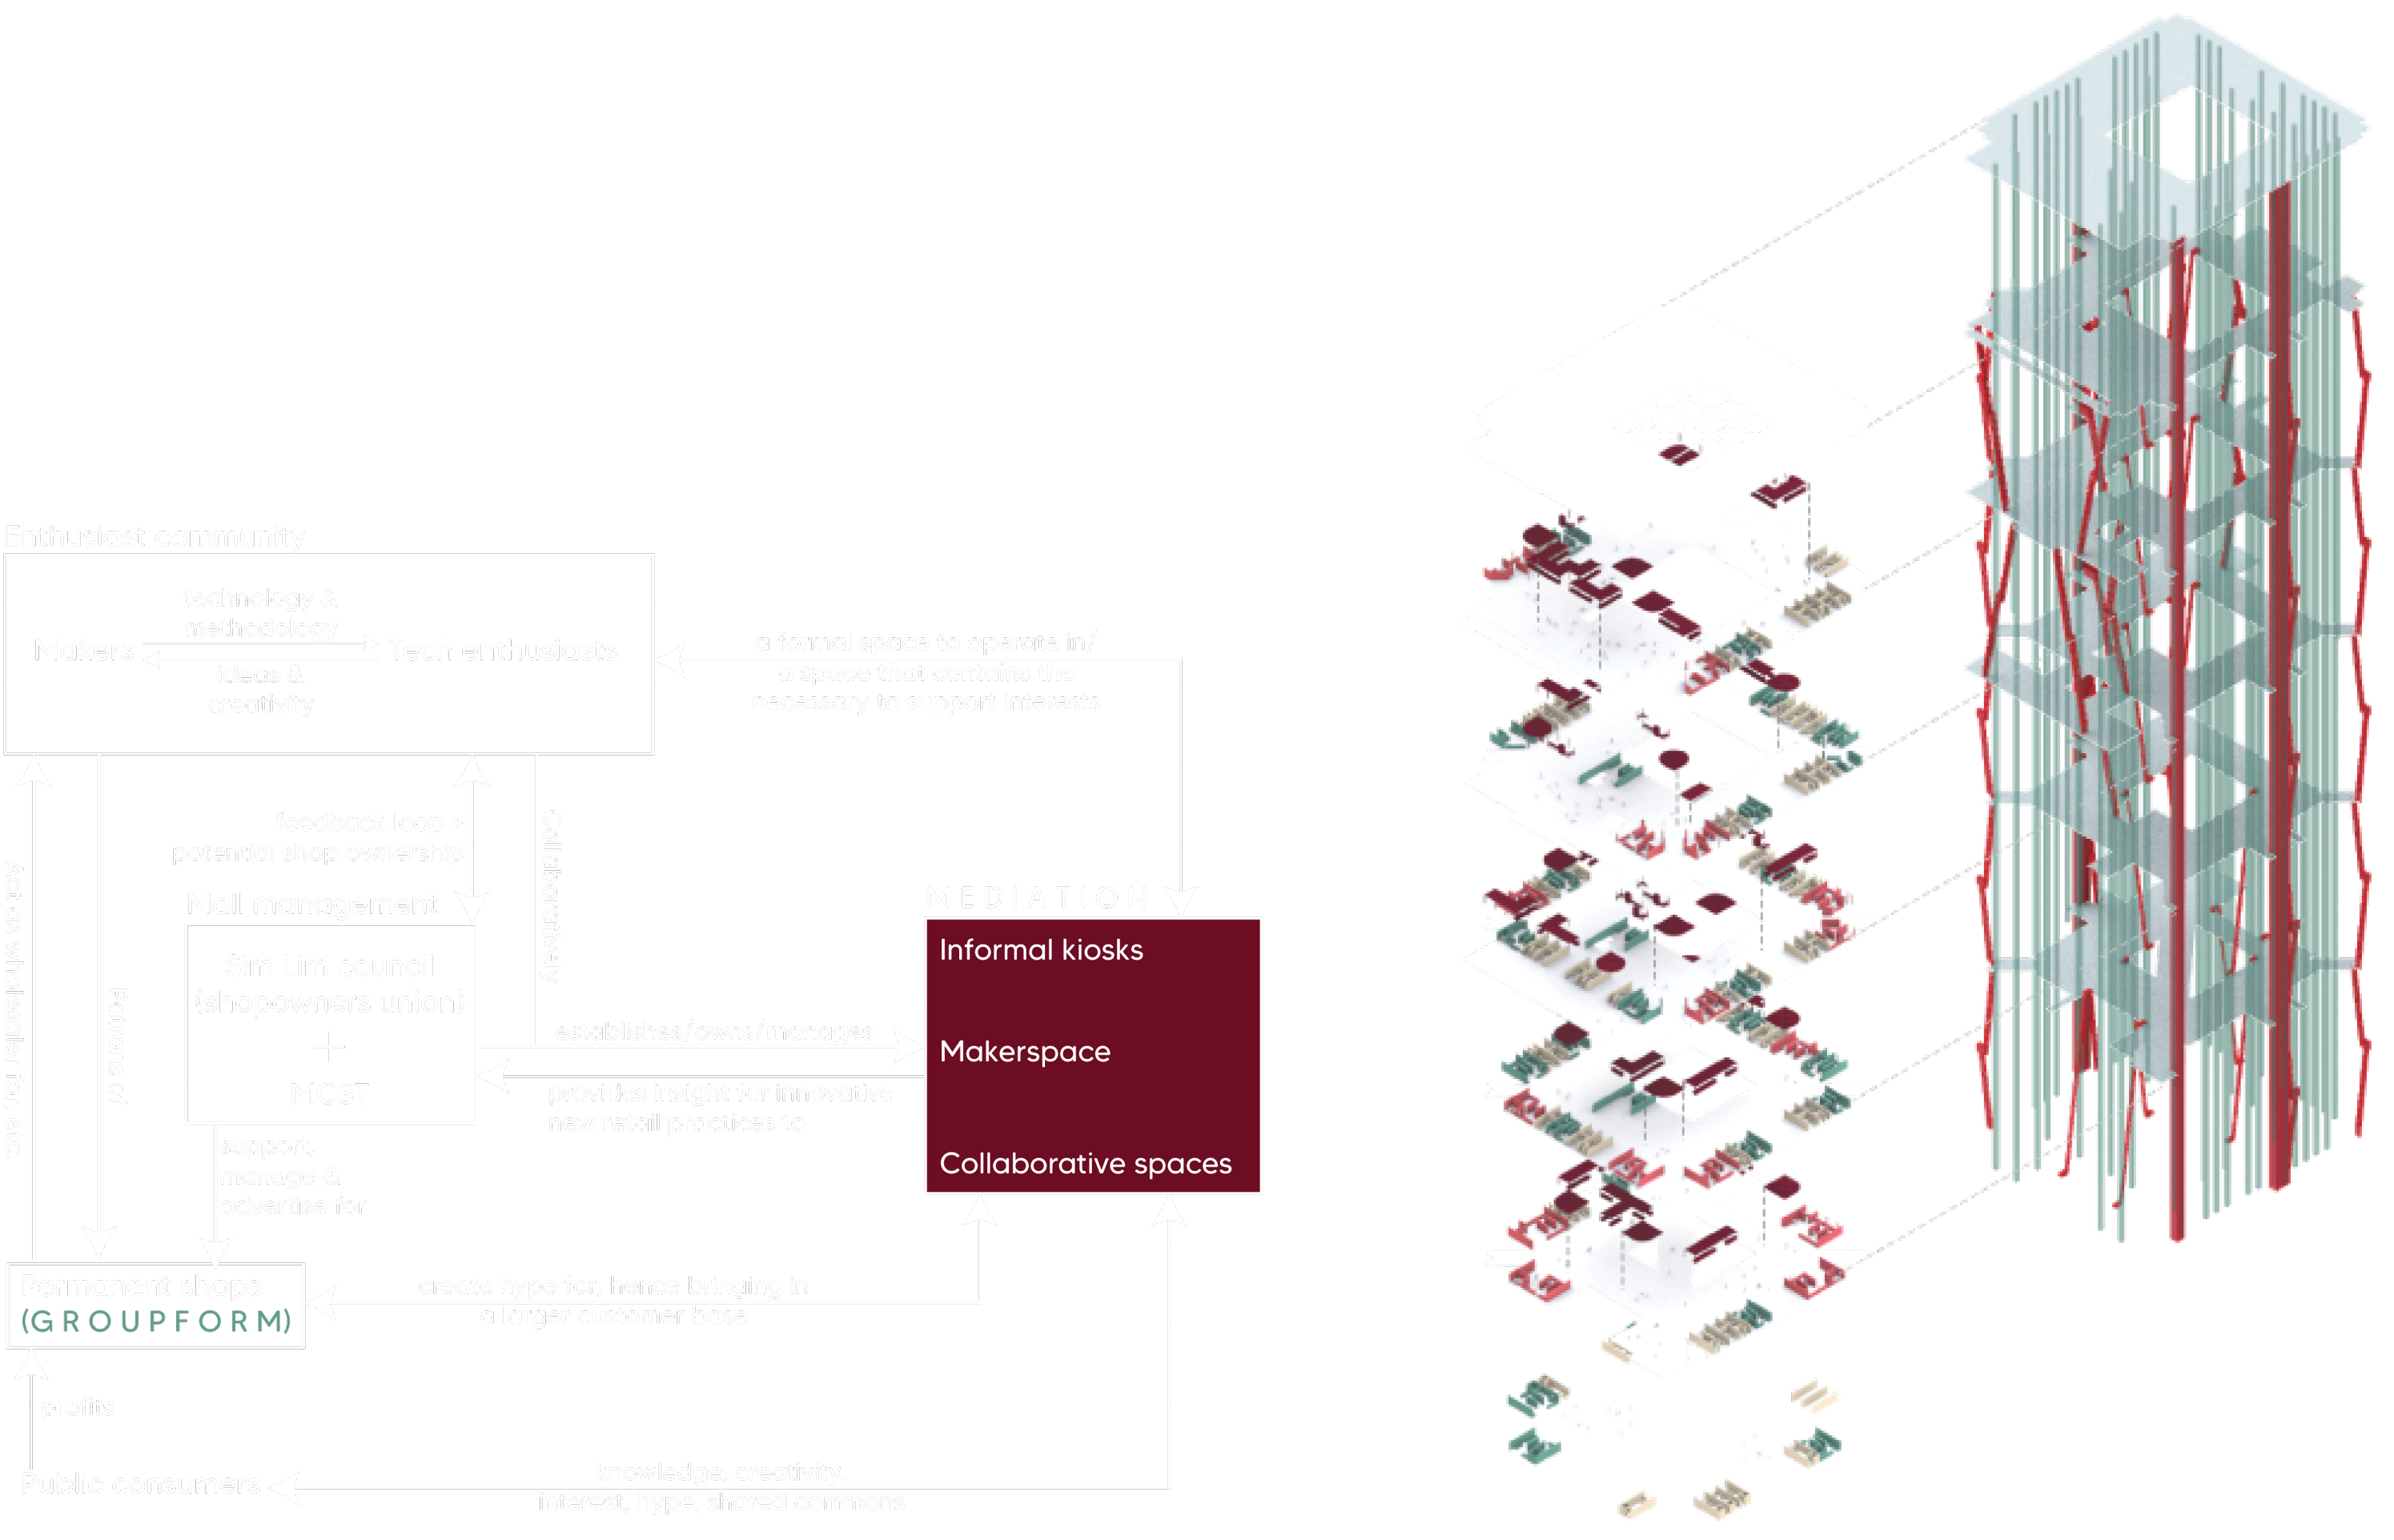 Enthusiast community
technology &
methodology
Makers
Tech enthusiasts
ideas &
creativity
a formal space to operate in/
a space that contains the
necessary to support interests
feedback loop +
potential shop ownership
Collaboratively
Act as wholesaler for, etc.
Patrons of
Mall management
Sim Lim council
(shopowners union)
+
MCST
MEDIATION
Informal kiosks
Makerspace
Collaborative spaces
establishes/owns/manages
provides insight for innovative
new retail practices to
support,
manage &
advertise for
Permanent shops
(GROUPFORM)
create hype for, hence bringing in
a larger customer base
profits
Public consumers
knowledge, creativity,
interest, hype, shared commons